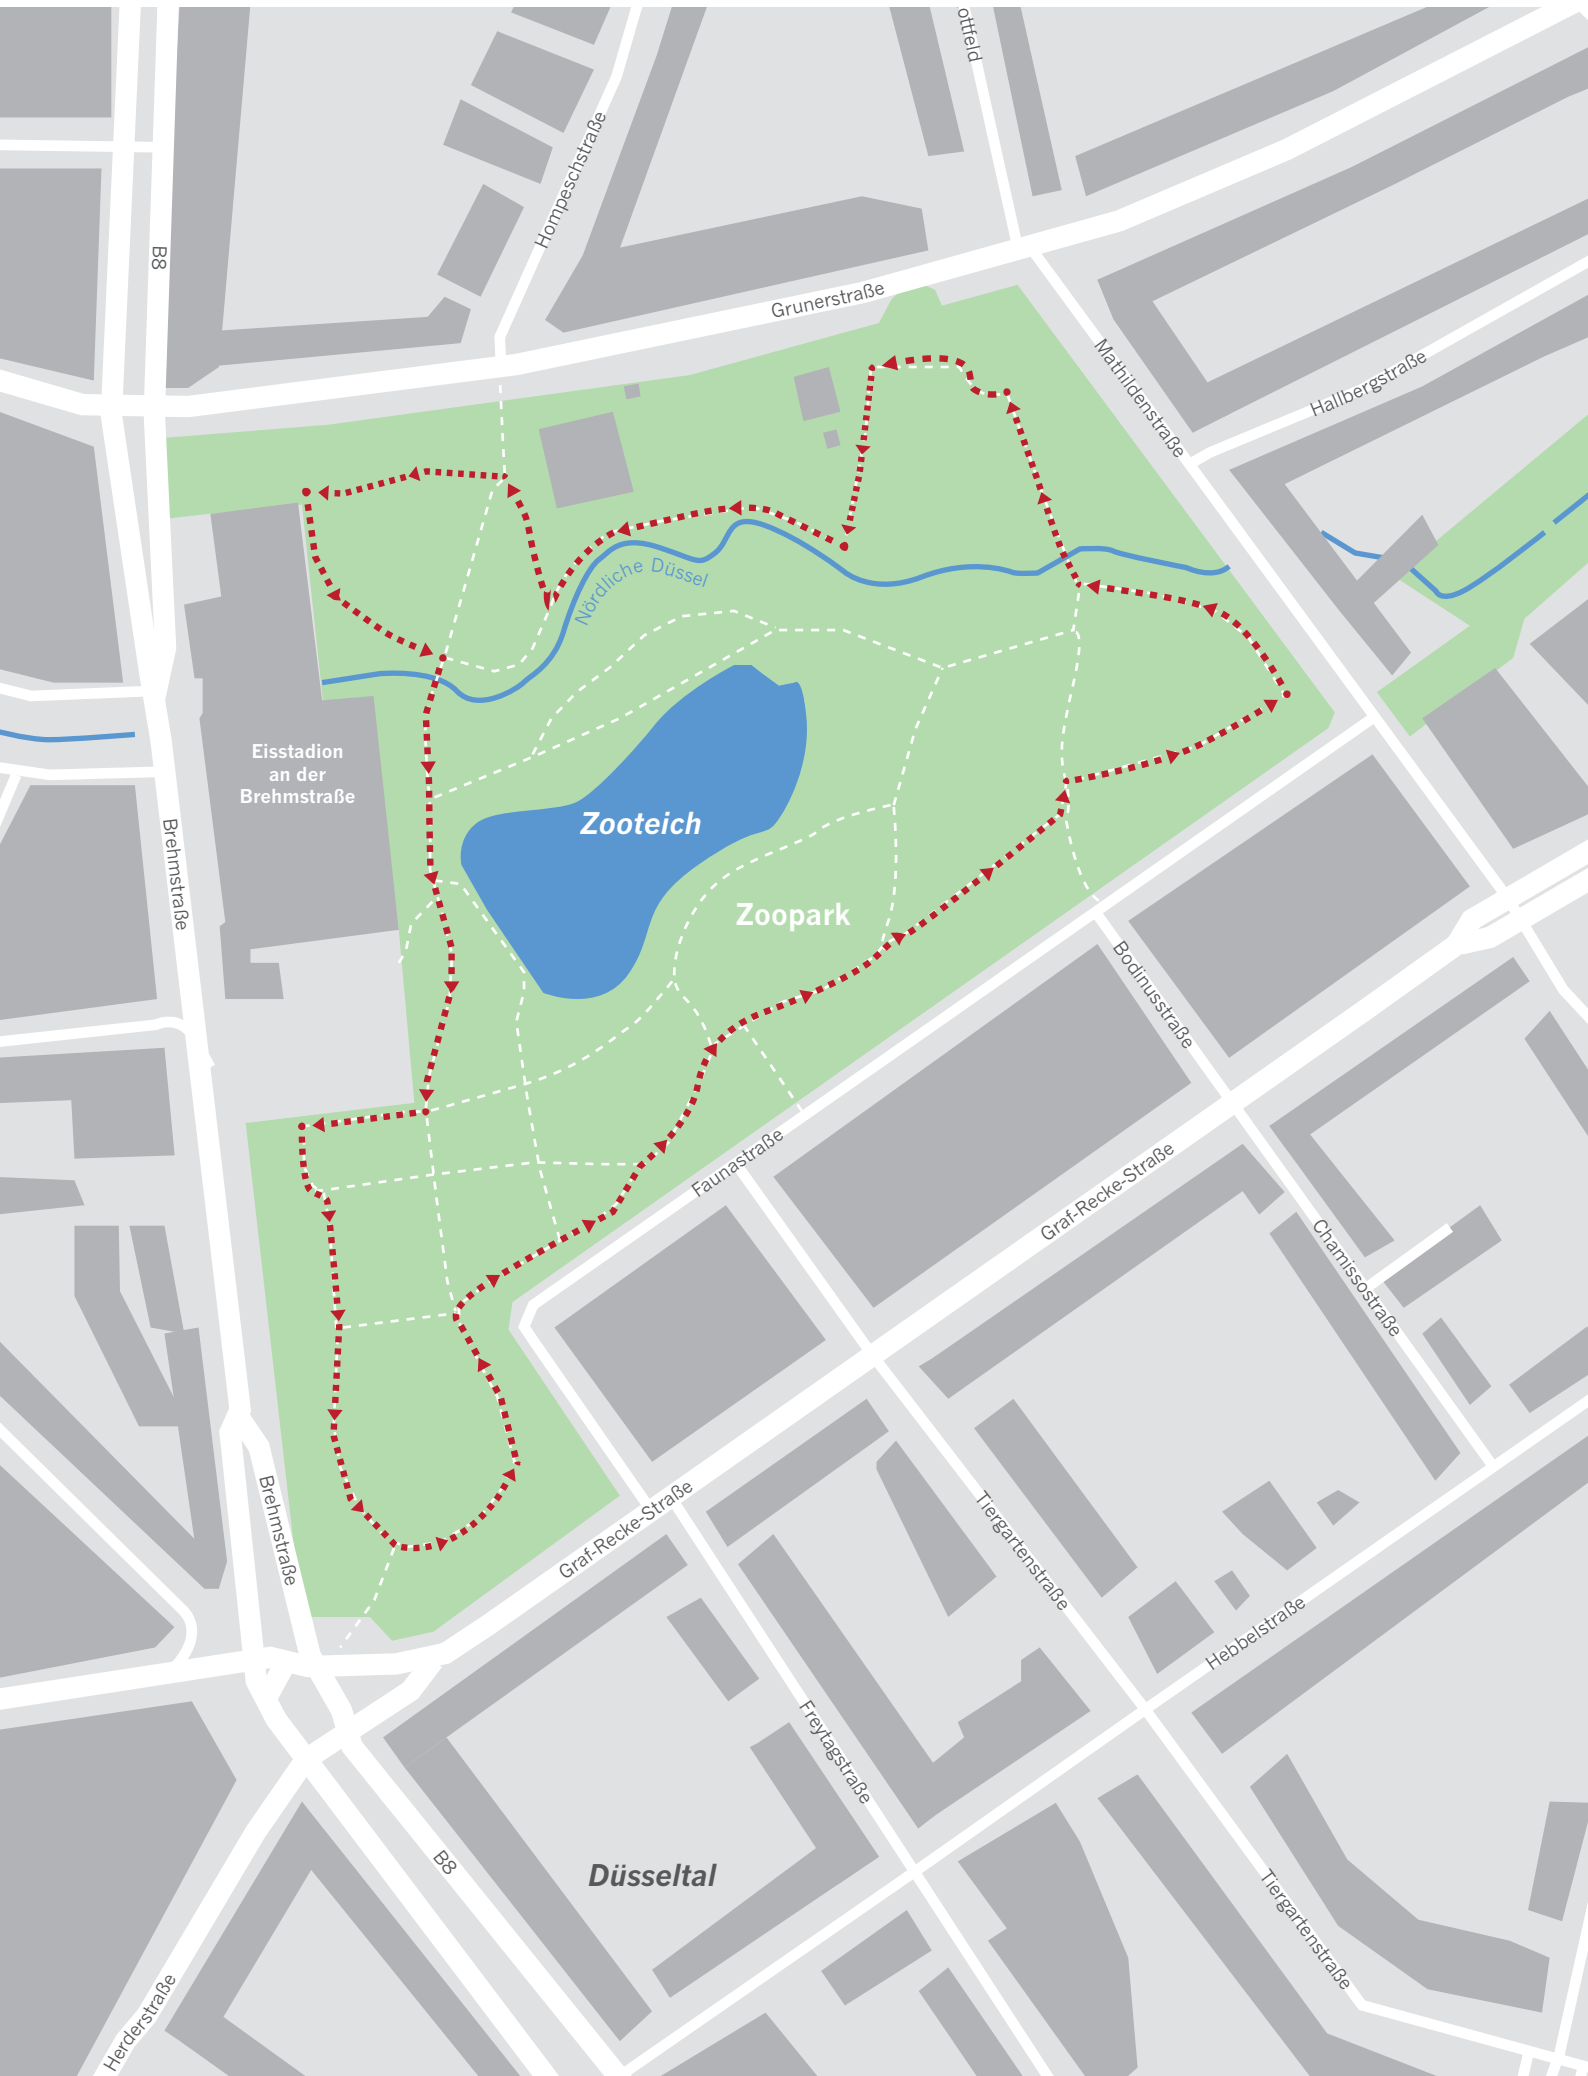 ottfeld
Hompeschstraße
B8
Grunerstraße
Mathildenstraße
Hallbergstraße
Nördliche Düssel
Eisstadion
an der
Brehmstraße
Zooteich
Brehmstraße
Zoopark
Bodinusstraße
Faunastraße
Graf-Recke-Straße
Chamissostraße
Brehmstraße
Graf-Recke-Straße
Tiergartenstraße
Hebbelstraße
Freytagstraße
B8
Düsseltal
Tiergartenstraße
Herderstraße